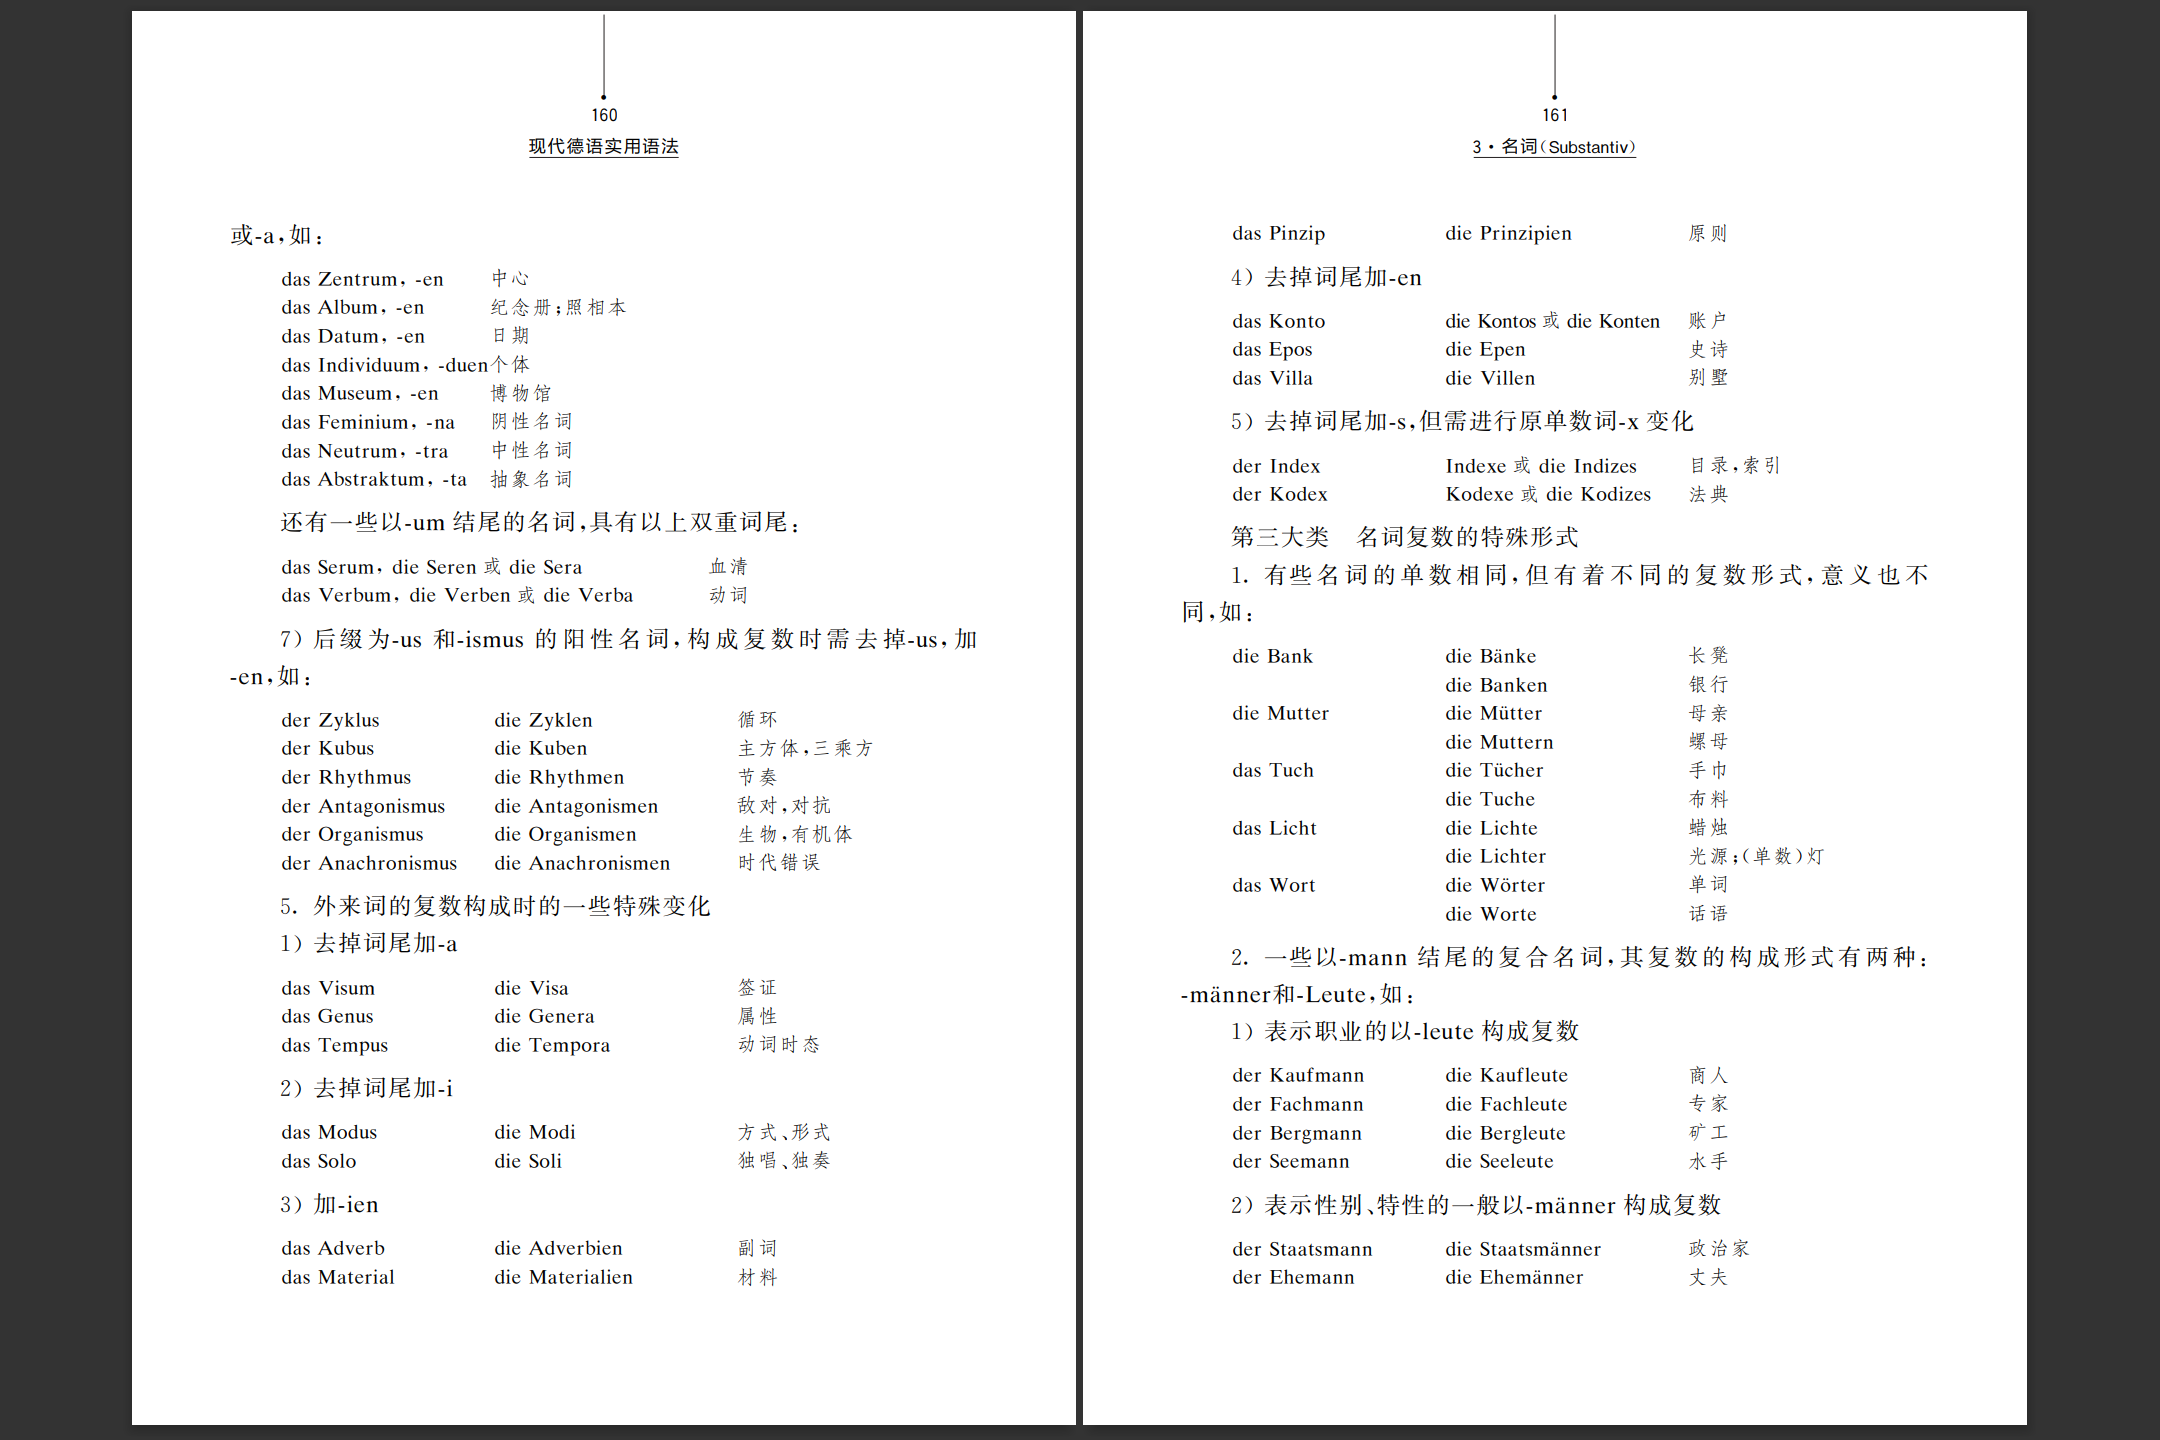 160
现代德语实用语法
或-a,如:
das Zentrum, -en 中心
das Album, -en 纪念册;照相本
das Datum, -en 日期
das Individuum, -duen个体
das Museum, -en 博物馆
das Feminium, -na 阴性名词
das Neutrum, -tra 中性名词
das Abstraktum, -ta 抽象名词
还有一些以-um 结尾的名词,具有以上双重词尾:
das Serum, die Seren 或 die Sera 血清
das Verbum, die Verben 或 die Verba 动词
7) 后缀为-us 和-ismus 的阳性名词,构成复数时需去掉-us,加
-en,如:
der Zyklus die Zyklen 循环
der Kubus die Kuben 主方体,三乘方
der Rhythmus die Rhythmen 节奏
der Antagonismus die Antagonismen 敌对,对抗
der Organismus die Organismen 生物,有机体
der Anachronismus die Anachronismen 时代错误
5. 外来词的复数构成时的一些特殊变化
1) 去掉词尾加-a
das Visum die Visa 签证
das Genus die Genera 属性
das Tempus die Tempora 动词时态
2) 去掉词尾加-i
das Modus die Modi 方式、形式
das Solo die Soli 独唱、独奏
3) 加-ien
das Adverb die Adverbien 副词
das Material die Materialien 材料
161
3·名词(Substantiv)
das Pinzip die Prinzipien 原则
4) 去掉词尾加-en
das Konto die Kontos 或 die Konten 账户
das Epos die Epen 史诗
das Villa die Villen 别墅
5) 去掉词尾加-s,但需进行原单数词-x 变化
der Index Indexe 或 die Indizes 目录,索引
der Kodex Kodexe 或 die Kodizes 法典
第三大类 名词复数的特殊形式
1. 有些名词的单数相同,但有着不同的复数形式,意义也不
同,如:
die Bank die Bänke 长凳
die Banken 银行
die Mutter die Mütter 母亲
die Muttern 螺母
das Tuch die Tücher 手巾
die Tuche 布料
das Licht die Lichte 蜡烛
die Lichter 光源;(单数)灯
das Wort die Wörter 单词
die Worte 话语
2. 一些以-mann 结尾的复合名词,其复数的构成形式有两种:
-männer和-Leute,如:
1) 表示职业的以-leute 构成复数
der Kaufmann die Kaufleute 商人
der Fachmann die Fachleute 专家
der Bergmann die Bergleute 矿工
der Seemann die Seeleute 水手
2) 表示性别、特性的一般以-männer 构成复数
der Staatsmann die Staatsmänner 政治家
der Ehemann die Ehemänner 丈夫